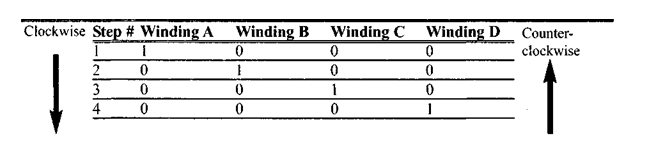 Clockwise Step # Winding A Winding B Winding C Winding D Counter-
clockwise
1 1 0 0 0
2 0 1 0 0
3 0 0 1 0
4 0 0 0 1